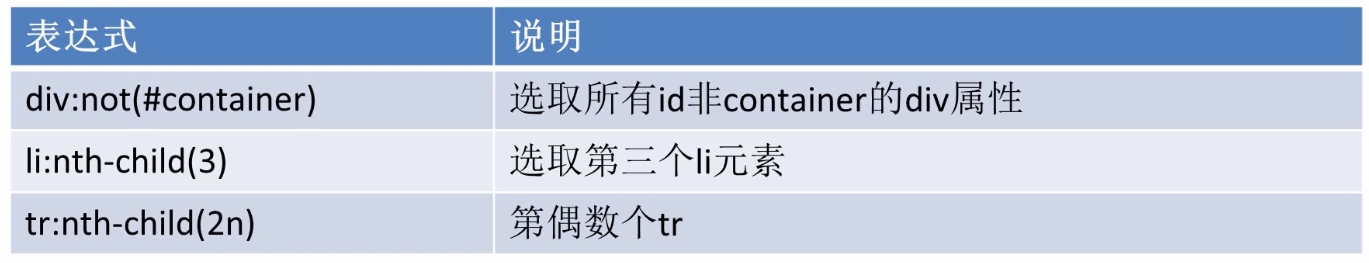 表达式 说明
div:not(#container) 选取所有id非container的div属性
li:nth-child(3) 选取第三个li元素
tr:nth-child(2n) 第偶数个tr